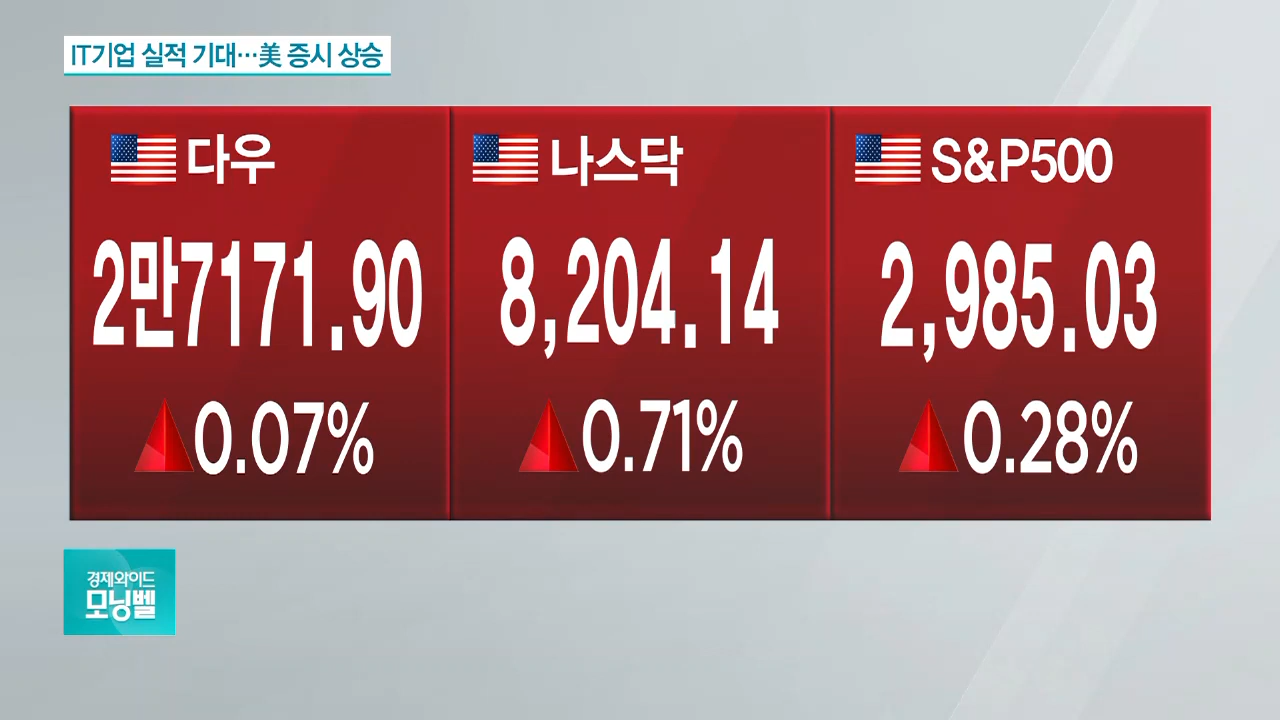 IT기업 실적 기대…美 증시 상승
다우
2만7171.90
0.07%
나스닥
8,204.14
0.71%
S&P500
2,985.03
0.28%
경제와이드
모닝벨